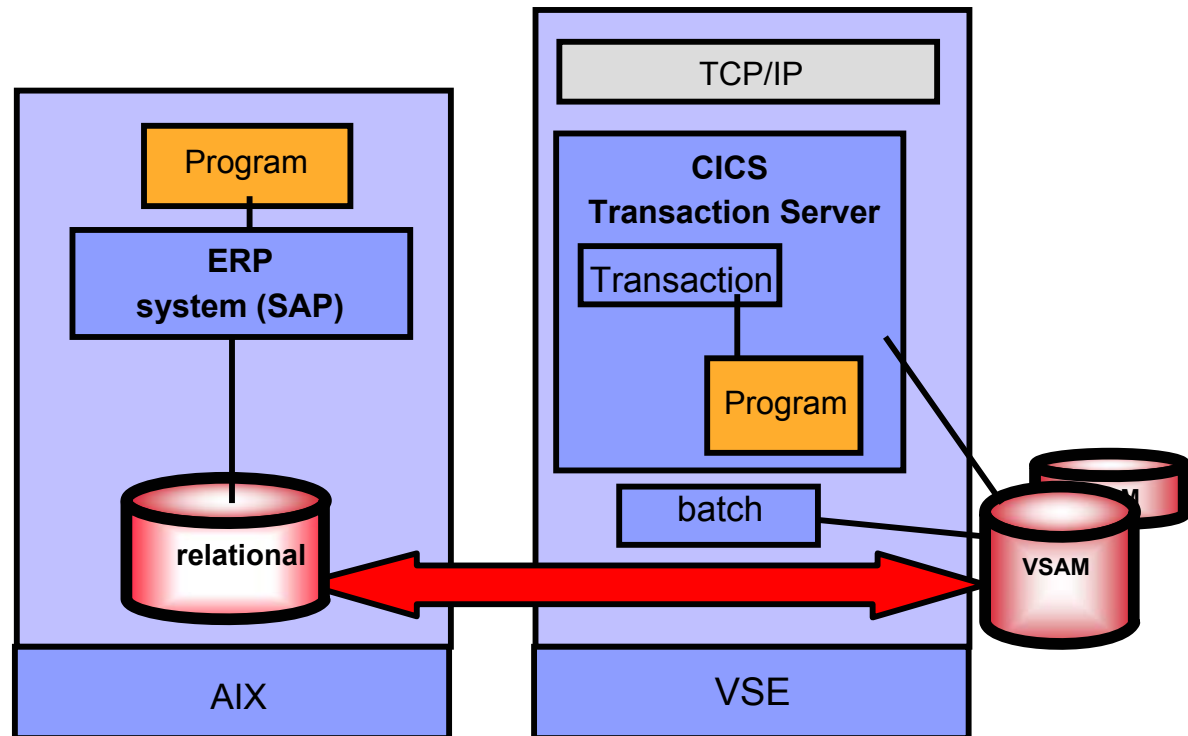 Program
ERP
system (SAP)
relational
AIX
TCP/IP
CICS
Transaction Server
Transaction
Program
batch
VSAM
VSE